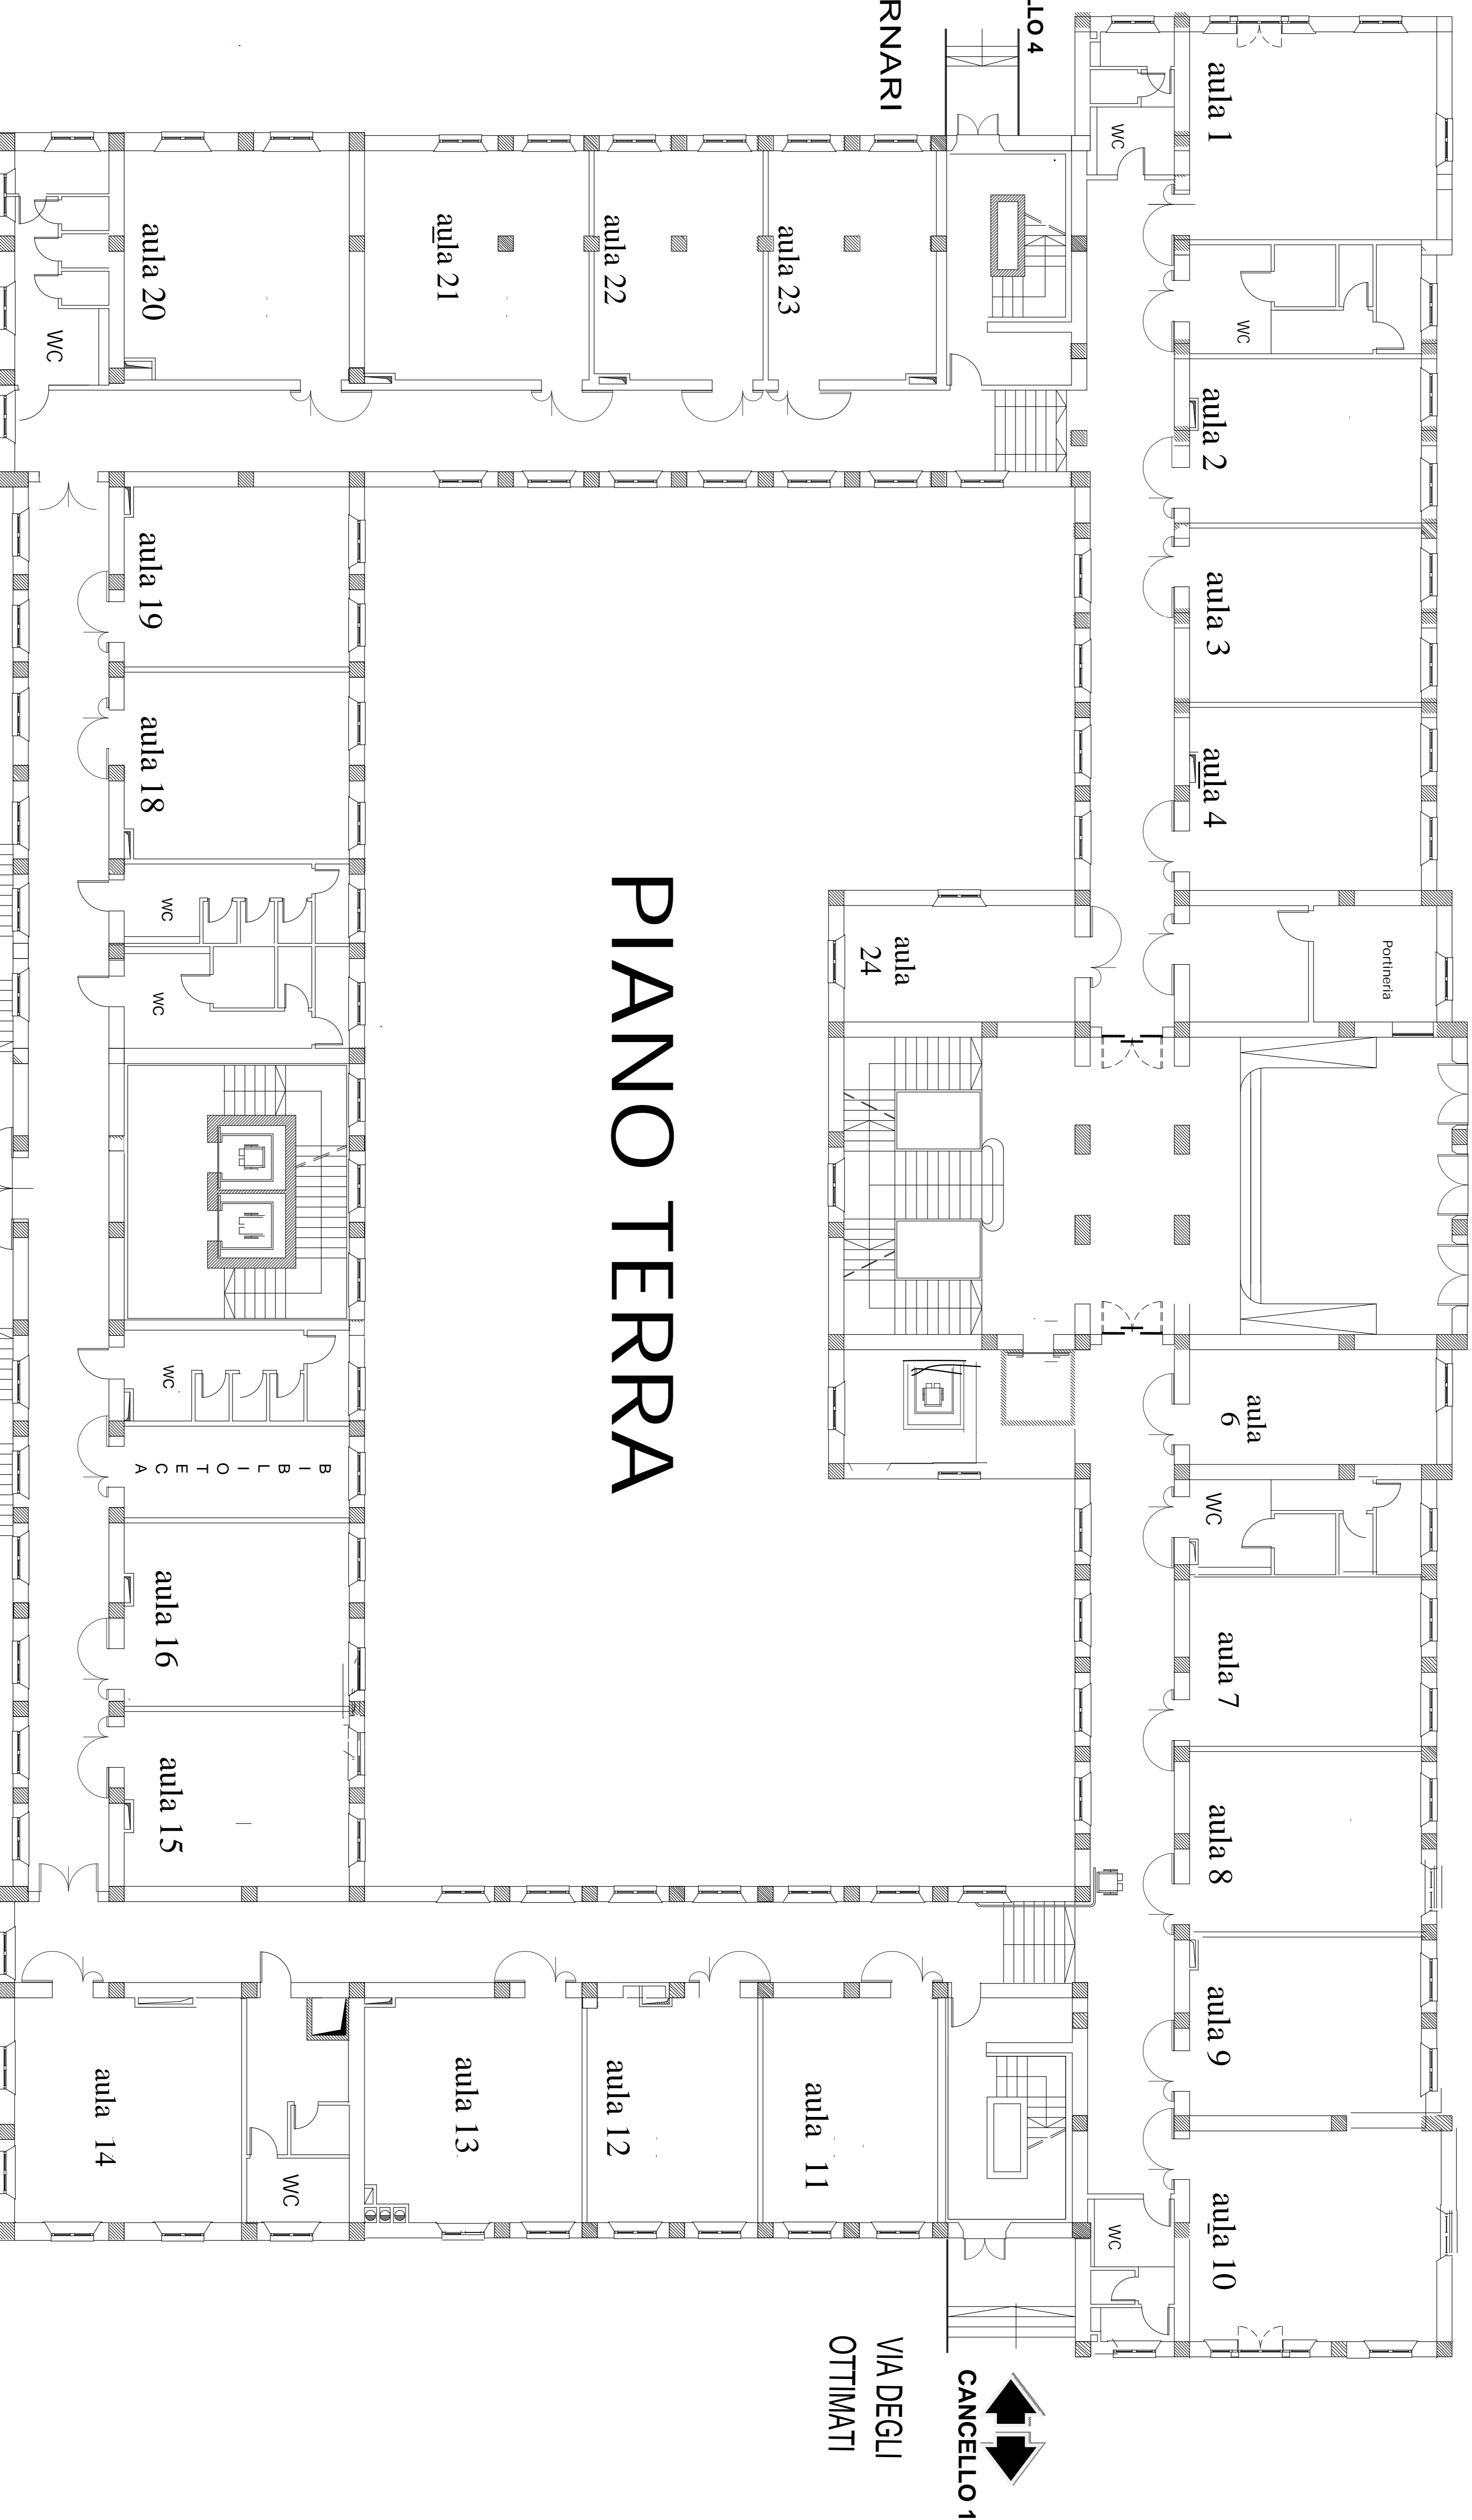 LLO 4
RNARI
aula 1
WC
WC
aula 2
aula 3
aula 4
Portineria
aula
24
aula
6
WC
aula 7
aula 8
aula 9
aula 10
WC
aula 23
aula 22
aula 21
aula 20
WC
aula 19
aula 18
WC
WC
PIANO TERRA
WC
BIBLIOTECA
aula 16
aula 15
aula 11
aula 12
aula 13
WC
aula 14
VIA DEGLI
OTTIMATI
CANCELLO 1